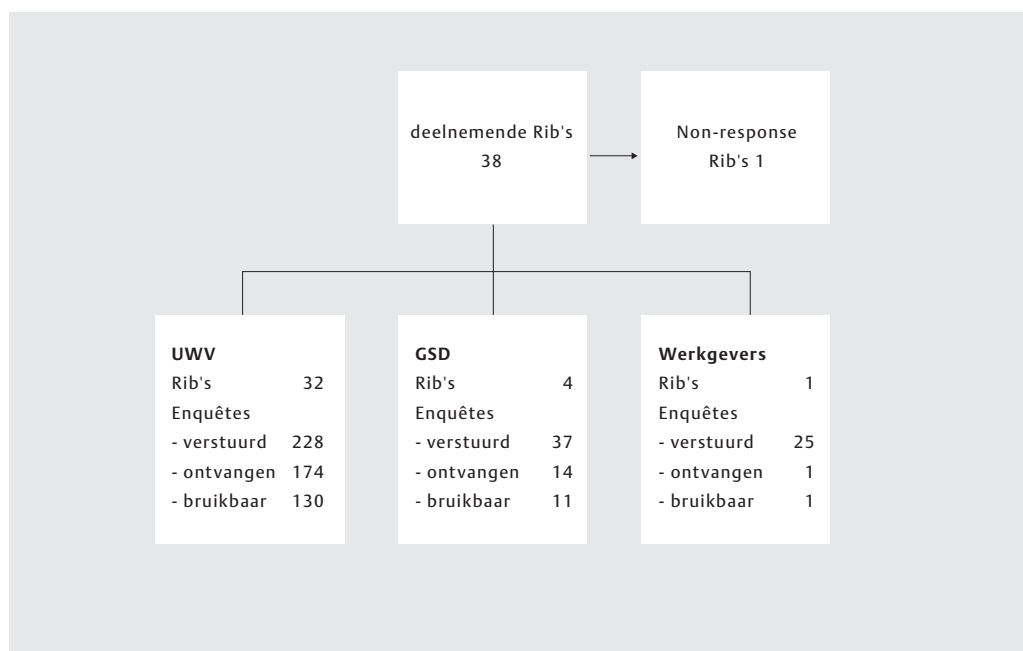 deelnemende Rib's
38
Non-response
Rib's 1
UWV
Rib's 32
Enquêtes
- verstuurd 228
- ontvangen 174
- bruikbaar 130
GSD
Rib's 4
Enquêtes
- verstuurd 37
- ontvangen 14
- bruikbaar 11
Werkgevers
Rib's 1
Enquêtes
- verstuurd 25
- ontvangen 1
- bruikbaar 1